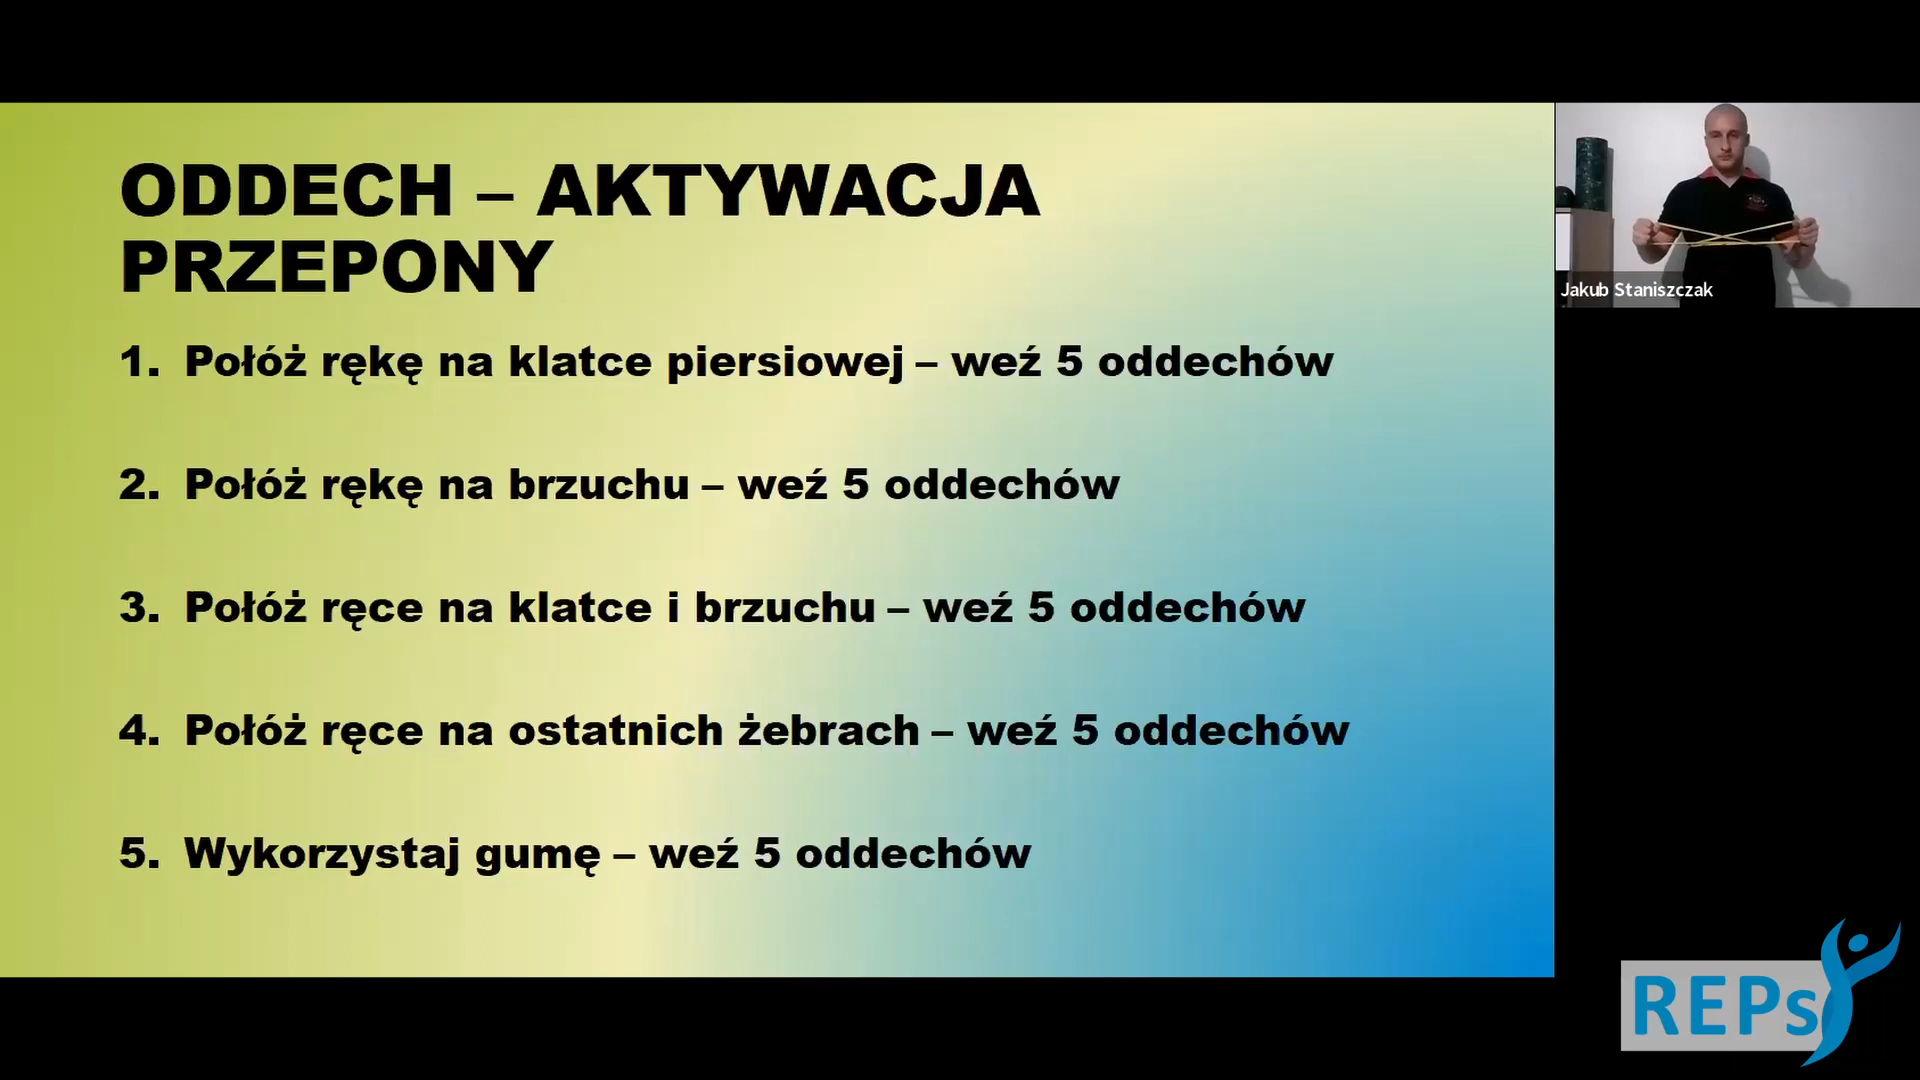 ODDECH – AKTYWACJA
PRZEPONY
1. Połóż rękę na klatce piersiowej – weź 5 oddechów
2. Połóż rękę na brzuchu – weź 5 oddechów
3. Połóż ręce na klatce i brzuchu – weź 5 oddechów
4. Połóż ręce na ostatnich żebrach – weź 5 oddechów
5. Wykorzystaj gumę – weź 5 oddechów
Jakub Staniszczak
REPs